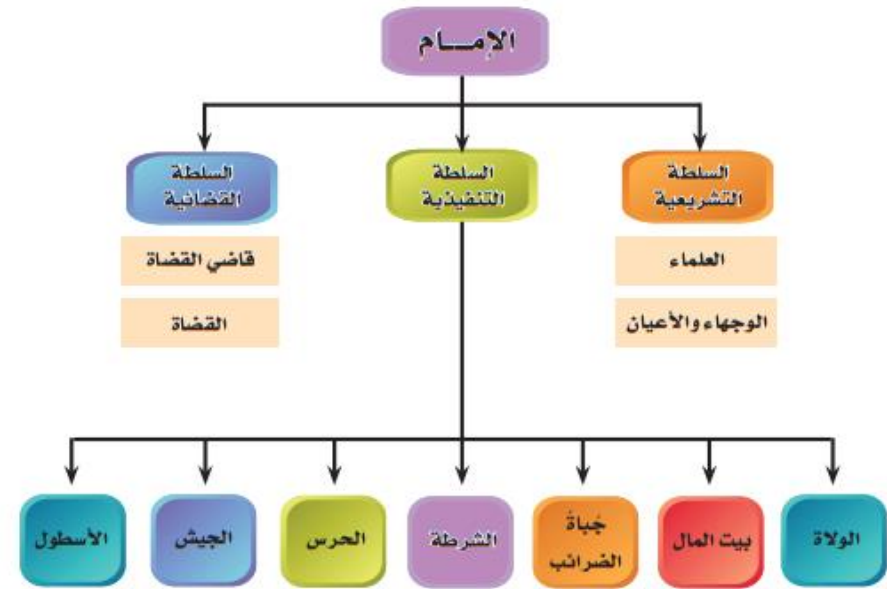 الإمــام
السلطة
التشريعية
السلطة
التنفيذية
السلطة
القضائية
العلماء
الوجهاء والأعيان
قاضي القضاة
القضاة
الولاة
بيت المال
جُباةُ
الضرائب
الشرطة
الحرس
الجيش
الأسطول